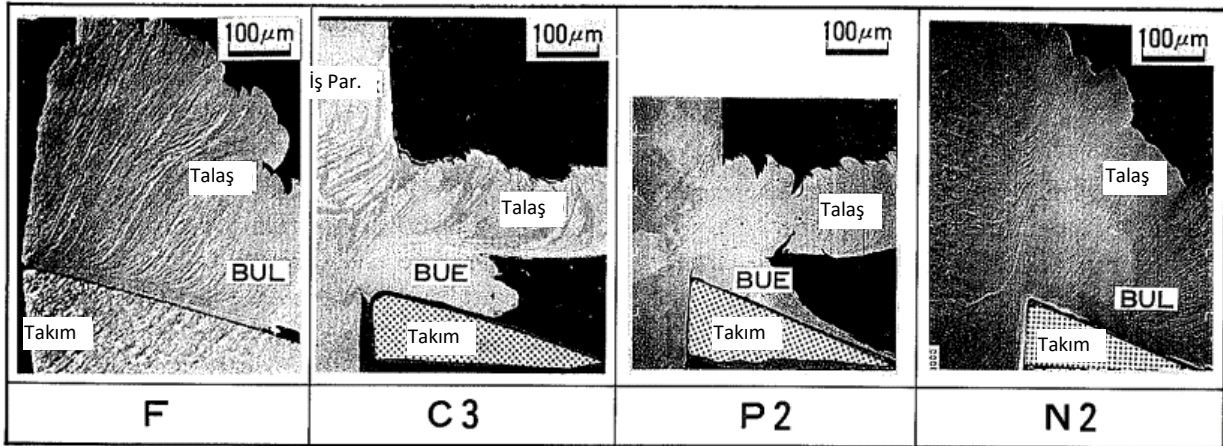 100μm
100μm
100μm
100μm
İş Par.
Talaş
Talaş
Talaş
Talaş
BUL
BUE
BUE
BUL
Takım
Takım
Takım
Takım
F
C3
P2
N2